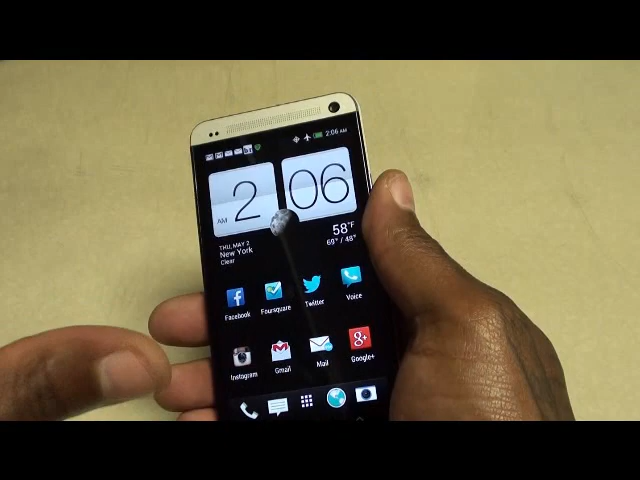 2:06 AM
AM 2 06
THU, MAY 2
New York
Clear
58°F
69° / 48°
Facebook
Foursquare
Twitter
Voice
Instagram
Gmail
Mail
Google+